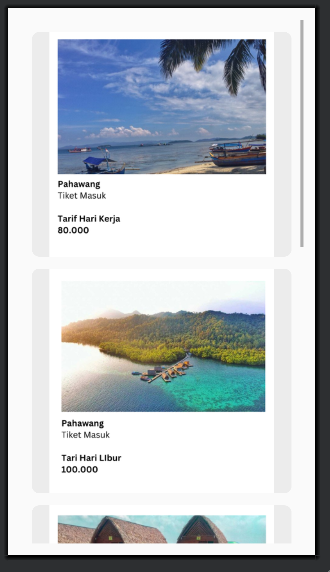 Pahawang
Tiket Masuk
Tarif Hari Kerja
80.000
Pahawang
Tiket Masuk
Tari Hari LIbur
100.000